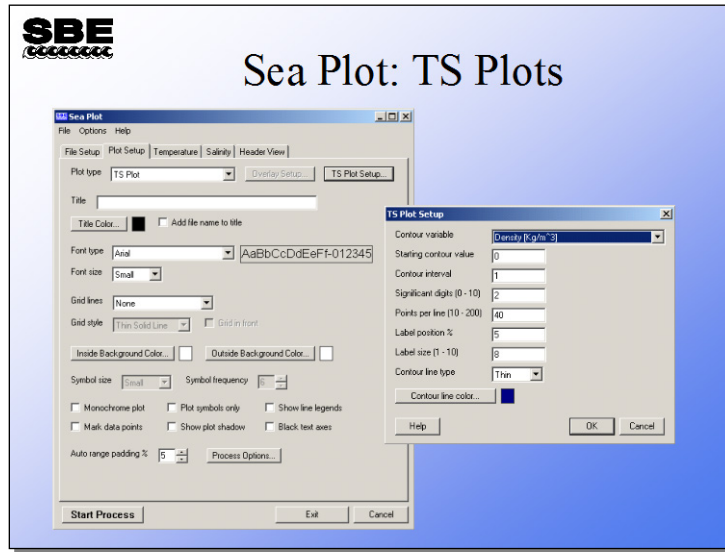 SBE
Sea Plot: TS Plots
Sea Plot
File Options Help
File Setup Plot Setup Temperature Salinity Header View
Plot type TS Plot Overlay Setup... TS Plot Setup...
Title
Title Color... Add file name to title
Font type Arial AaBbCcDdEeFf-012345
Font size Small
Grid lines None
Grid style Thin Solid Line Grid in front
Inside Background Color... Outside Background Color...
Symbol size Small Symbol frequency 6
Monochrome plot Plot symbols only Show line legends
Mark data points Show plot shadow Black text axes
Auto range padding % 5 Process Options...
Start Process Exit Cancel
TS Plot Setup
Contour variable Density [Kg/m^3]
Starting contour value 0
Contour interval 1
Significant digits (0 - 10) 2
Points per line (10 - 200) 40
Label position % 5
Label size (1 - 10) 8
Contour line type Thin
Contour line color...
Help OK Cancel